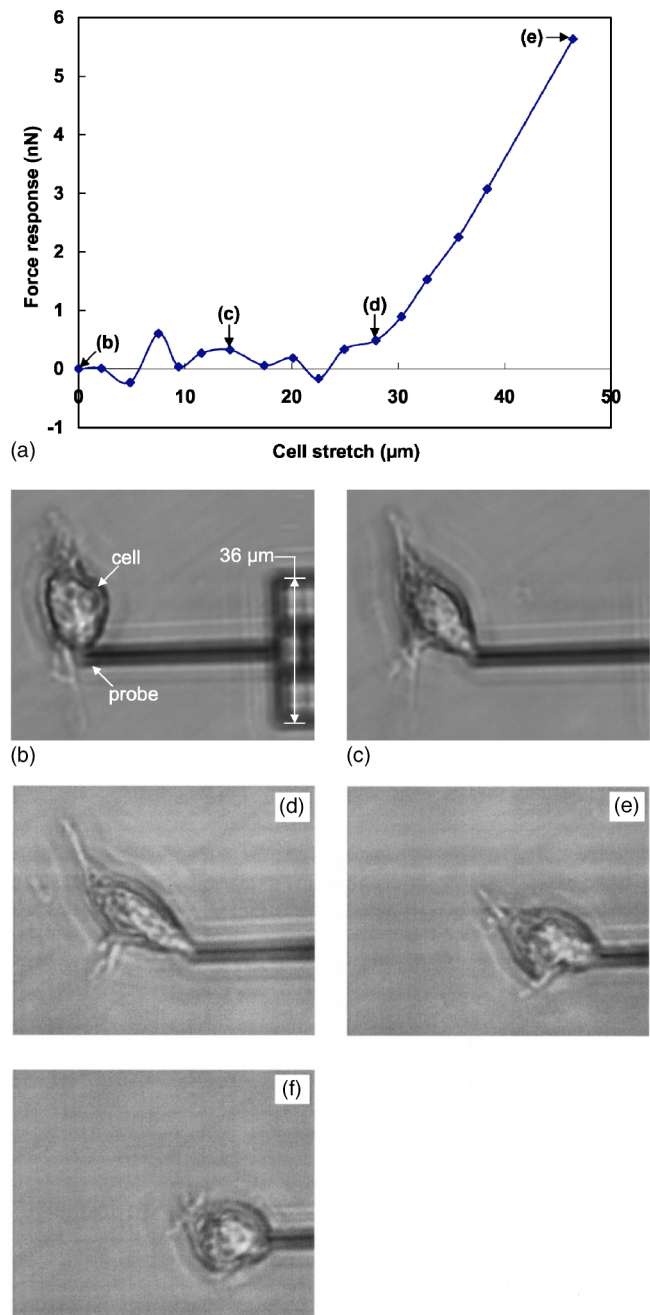 6
5
4
3
2
1
0
-1
Force response (nN)
(b)
(c)
(d)
(e)
0 10 20 30 40 50
Cell stretch (µm)
(a)
cell
36 µm
probe
(b)
(c)
(d)
(e)
(f)